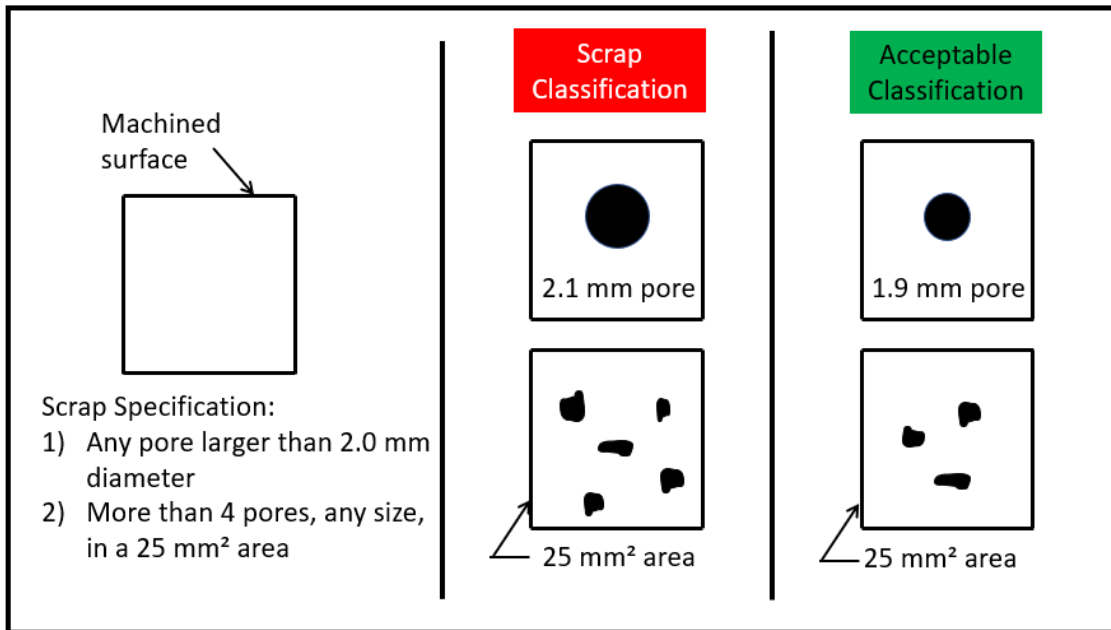 Machined
surface
Scrap Specification:
1) Any pore larger than 2.0 mm
diameter
2) More than 4 pores, any size,
in a 25 mm² area
Scrap
Classification
2.1 mm pore
25 mm² area
Acceptable
Classification
1.9 mm pore
25 mm² area